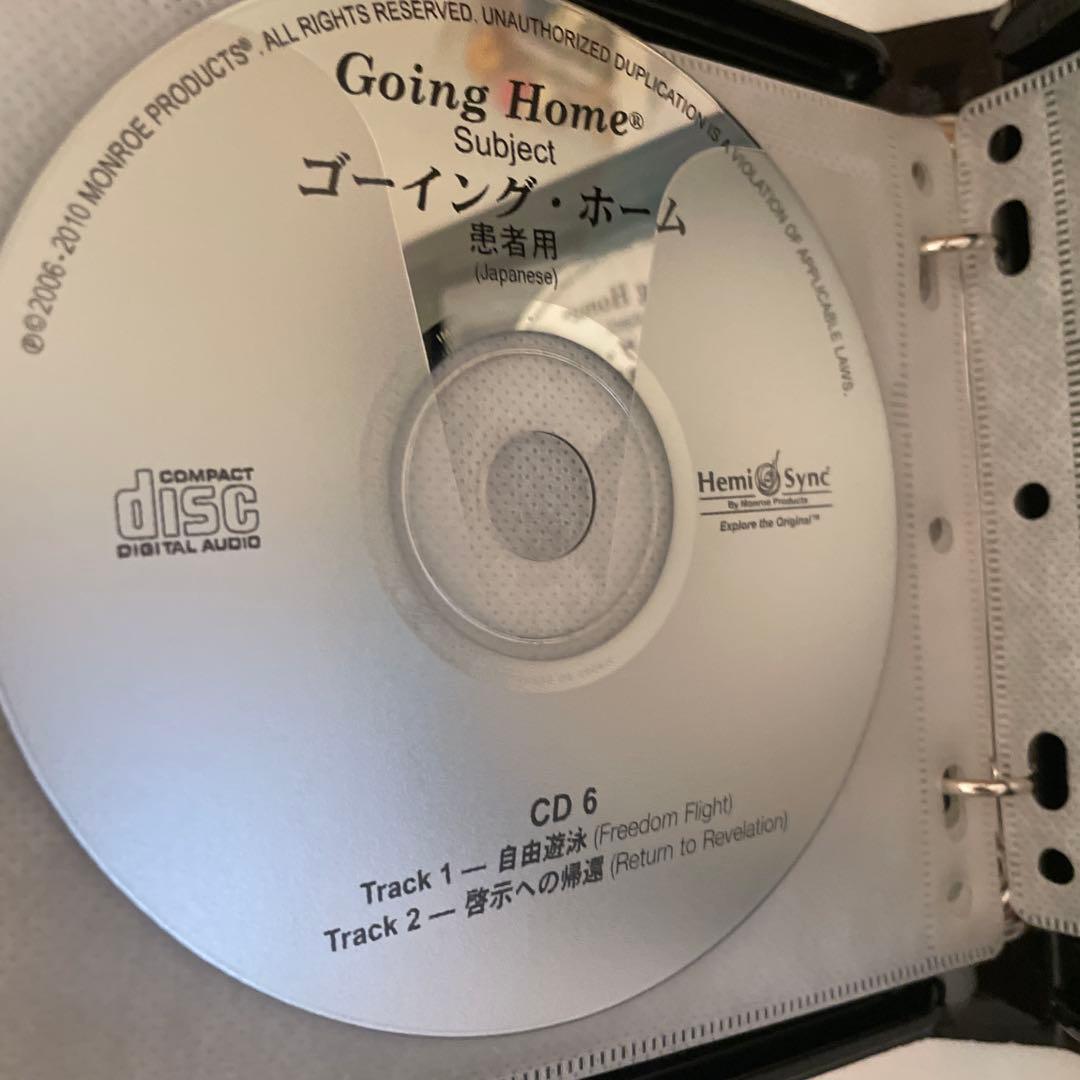 ℗©2006-2010 MONROE PRODUCTS®. ALL RIGHTS RESERVED. UNAUTHORIZED DUPLICATION IS A VIOLATION OF APPLICABLE LAWS.
Going Home®
Subject
ゴーイング・ホーム
患者用
(Japanese)
COMPACT
disc
DIGITAL AUDIO
Hemi Sync®
By Monroe Products
Explore the Original™
CD 6
Track 1 — 自由遊泳 (Freedom Flight)
Track 2 — 啓示への帰還 (Return to Revelation)